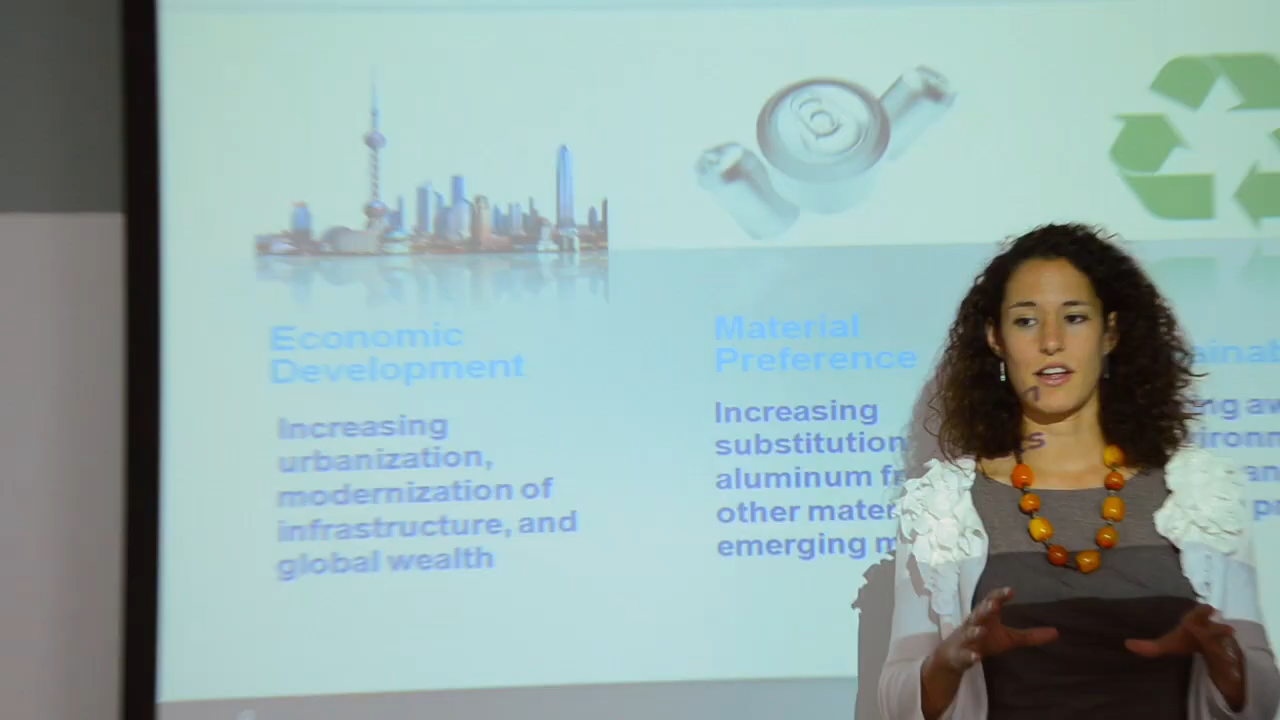 Economic
Development
Increasing
urbanization,
modernization of
infrastructure, and
global wealth
Material
Preference
Increasing
substitution
aluminum
other
emerging